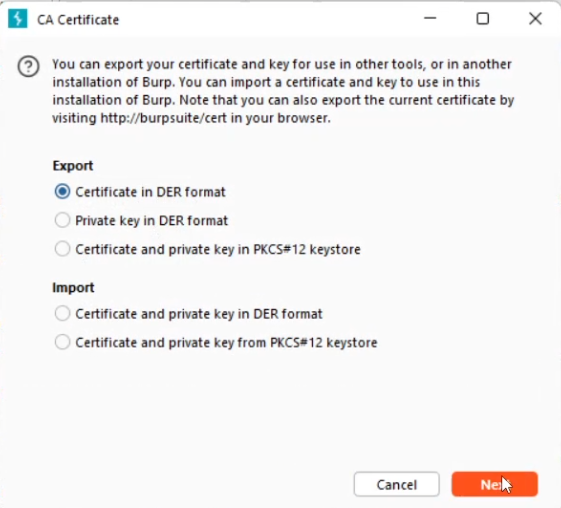 CA Certificate
You can export your certificate and key for use in other tools, or in another
installation of Burp. You can import a certificate and key to use in this
installation of Burp. Note that you can also export the current certificate by
visiting http://burpsuite/cert in your browser.
Export
Certificate in DER format
Private key in DER format
Certificate and private key in PKCS#12 keystore
Import
Certificate and private key in DER format
Certificate and private key from PKCS#12 keystore
Cancel
Next